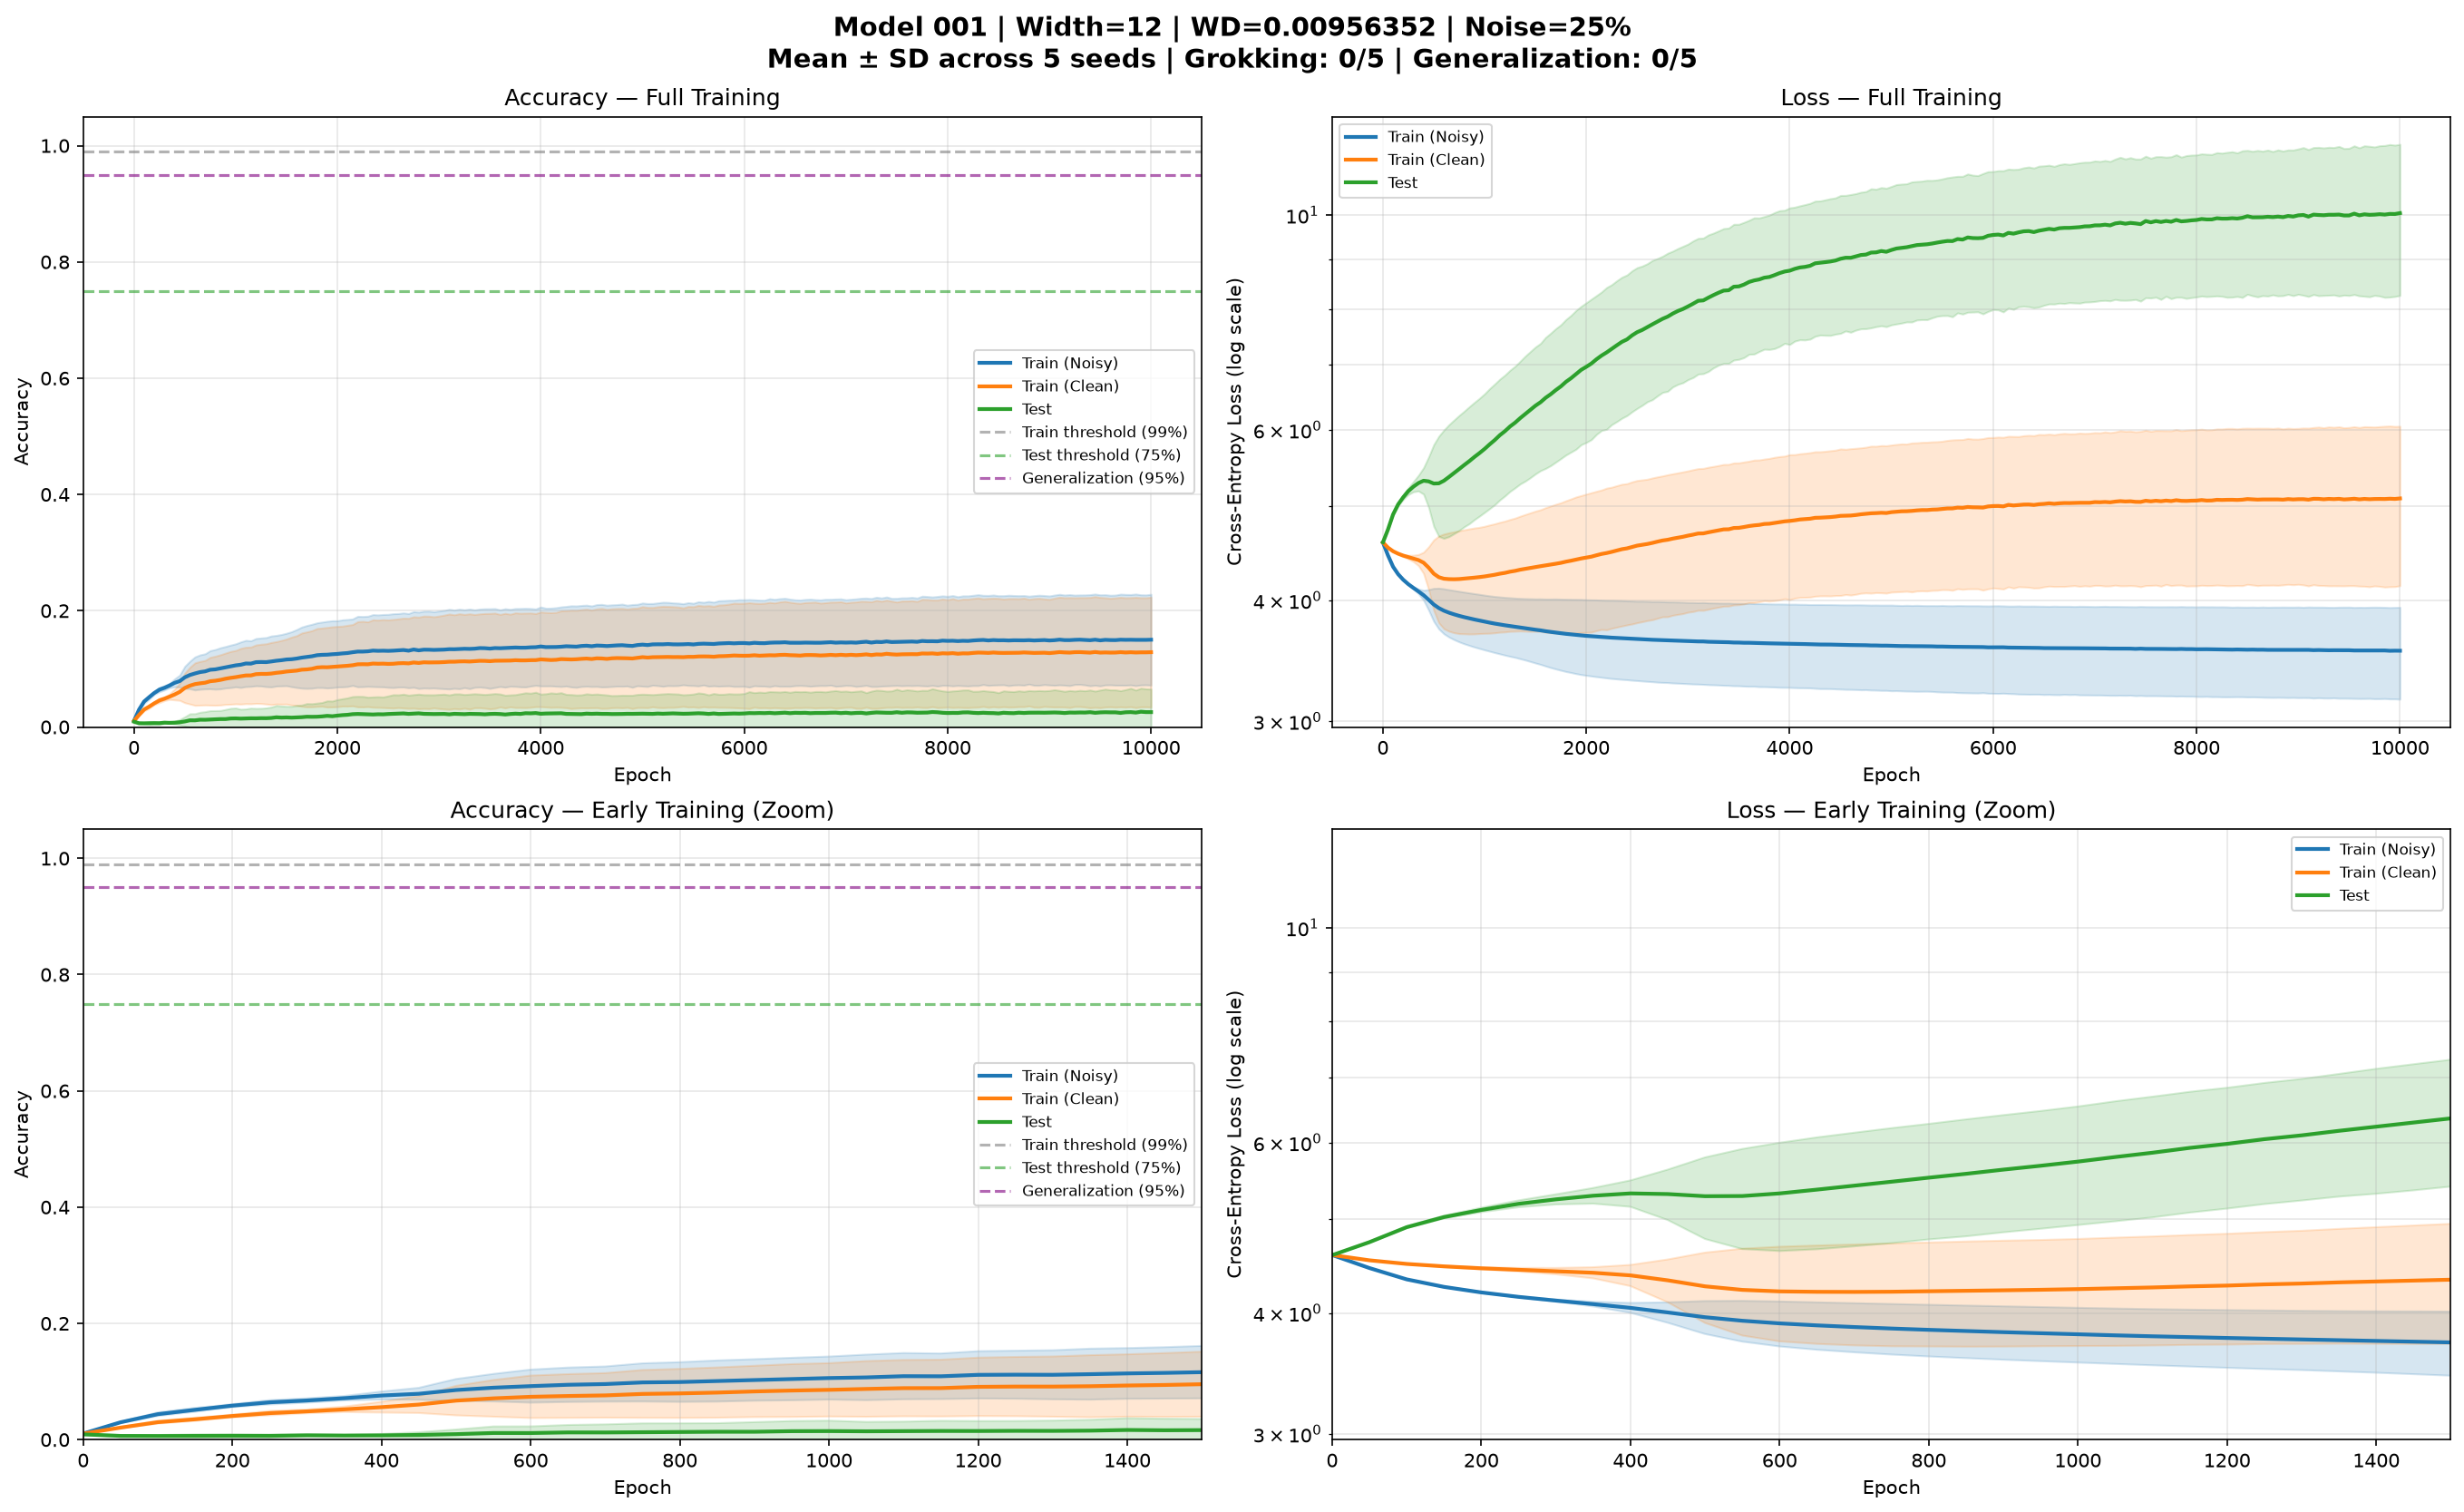 Model 001 | Width=12 | WD=0.00956352 | Noise=25%
Mean ± SD across 5 seeds | Grokking: 0/5 | Generalization: 0/5
Accuracy — Full Training
Accuracy
1.0
0.8
0.6
0.4
0.2
0.0
Train (Noisy)
Train (Clean)
Test
Train threshold (99%)
Test threshold (75%)
Generalization (95%)
0 2000 4000 6000 8000 10000
Epoch
Loss — Full Training
Cross-Entropy Loss (log scale)
Train (Noisy)
Train (Clean)
Test
10¹
6 × 10⁰
4 × 10⁰
3 × 10⁰
0 2000 4000 6000 8000 10000
Epoch
Accuracy — Early Training (Zoom)
Accuracy
1.0
0.8
0.6
0.4
0.2
0.0
Train (Noisy)
Train (Clean)
Test
Train threshold (99%)
Test threshold (75%)
Generalization (95%)
0 200 400 600 800 1000 1200 1400
Epoch
Loss — Early Training (Zoom)
Cross-Entropy Loss (log scale)
Train (Noisy)
Train (Clean)
Test
10¹
6 × 10⁰
4 × 10⁰
3 × 10⁰
0 200 400 600 800 1000 1200 1400
Epoch